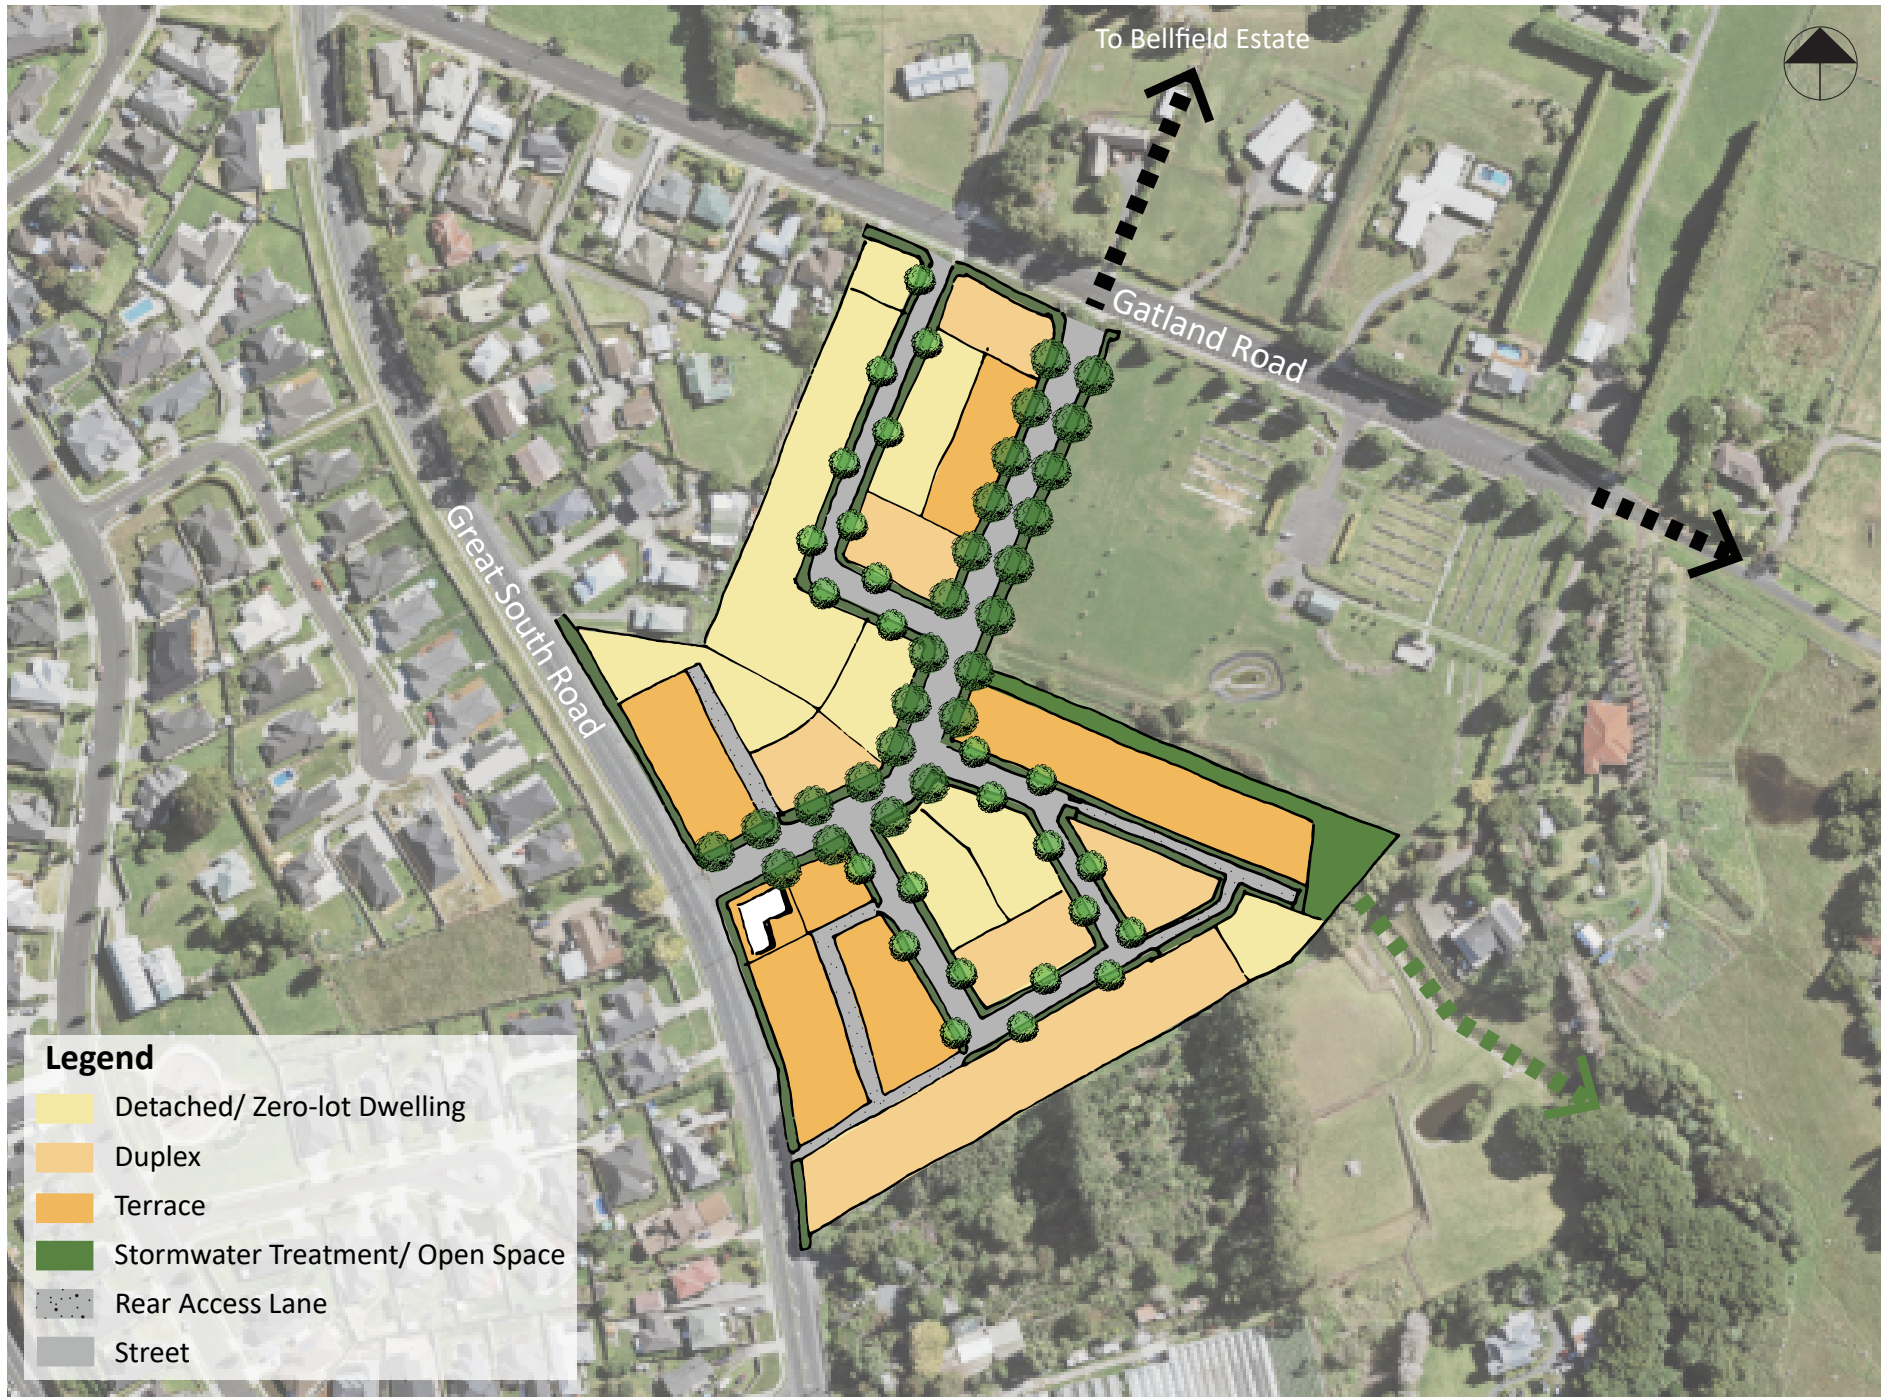 To Bellfield Estate
Gatland Road
Great South Road
Legend
Detached/ Zero-lot Dwelling
Duplex
Terrace
Stormwater Treatment/ Open Space
Rear Access Lane
Street